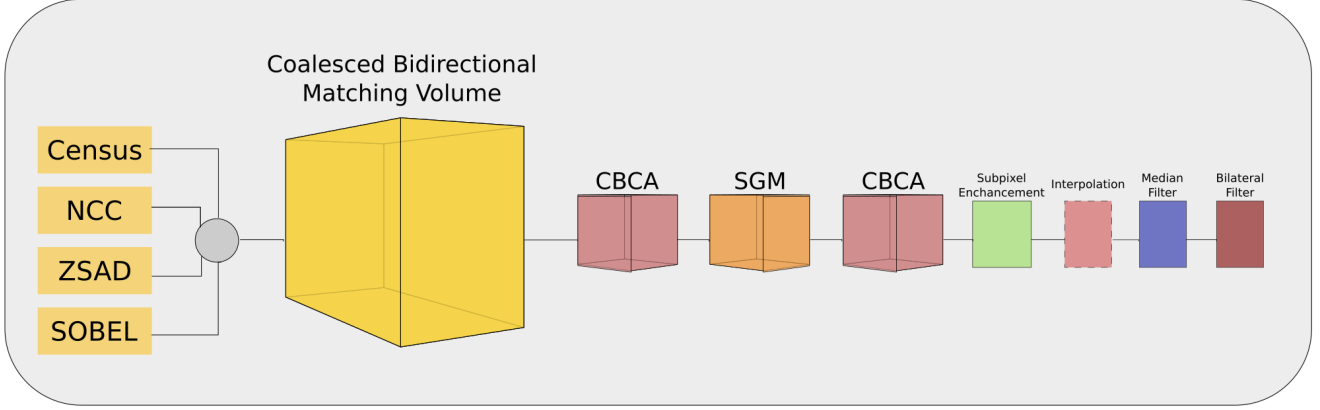 Coalesced Bidirectional
Matching Volume
Census
NCC
ZSAD
SOBEL
CBCA
SGM
CBCA
Subpixel
Enchancement
Interpolation
Median
Filter
Bilateral
Filter